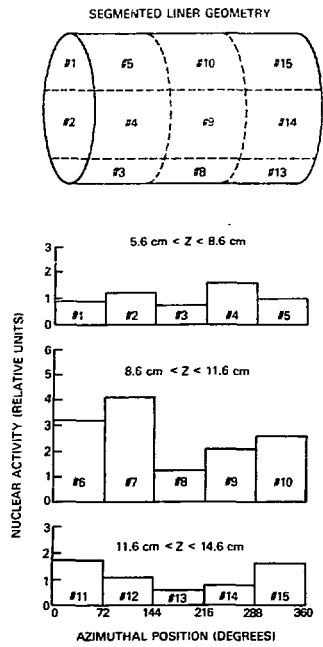 SEGMENTED LINER GEOMETRY
#1 #5 #10 #15
#2 #4 #9 #14
#3 #8 #13
NUCLEAR ACTIVITY (RELATIVE UNITS)
5.6 cm < Z < 8.6 cm
3
2
1
0
#1 #2 #3 #4 #5
8.6 cm < Z < 11.6 cm
6
5
4
3
2
1
0
#6 #7 #8 #9 #10
11.6 cm < Z < 14.6 cm
3
2
1
0
#11 #12 #13 #14 #15
0 72 144 216 288 360
AZIMUTHAL POSITION (DEGREES)